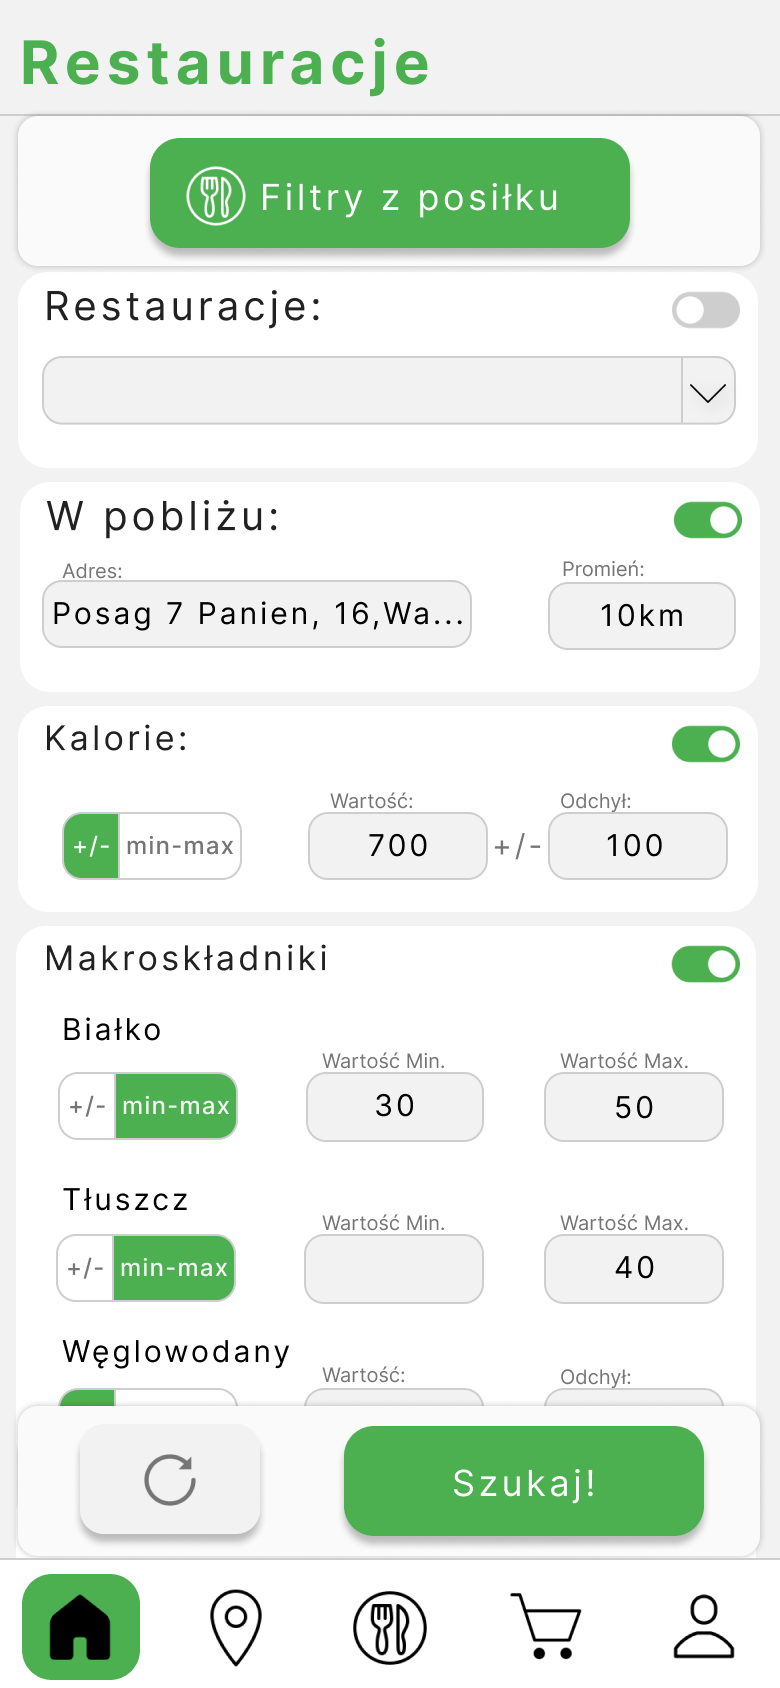 Restauracje
Filtry z posiłku
Restauracje:
W pobliżu:
Adres:
Promień:
Posag 7 Panien, 16,Wa...
10km
Kalorie:
Wartość:
Odchył:
+/-
min-max
700
+/-
100
Makroskładniki
Białko
Wartość Min.
Wartość Max.
+/-
min-max
30
50
Tłuszcz
Wartość Min.
Wartość Max.
+/-
min-max
40
Węglowodany
Wartość:
Odchył:
Szukaj!